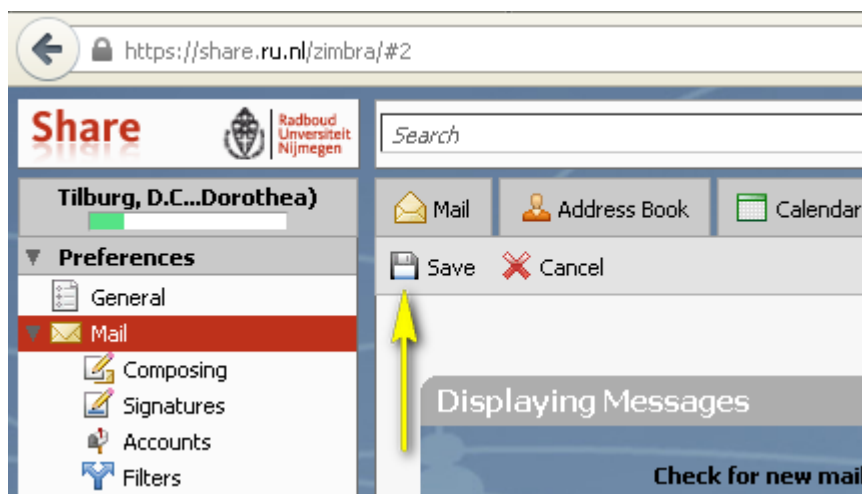 https://share.ru.nl/zimbra/#2
Share
Radboud
Unversiteit
Nijmegen
Search
Tilburg, D.C...Dorothea)
Mail
Address Book
Calendar
Preferences
Save
Cancel
General
Mail
Composing
Displaying Messages
Signatures
Accounts
Filters
Check for new mail